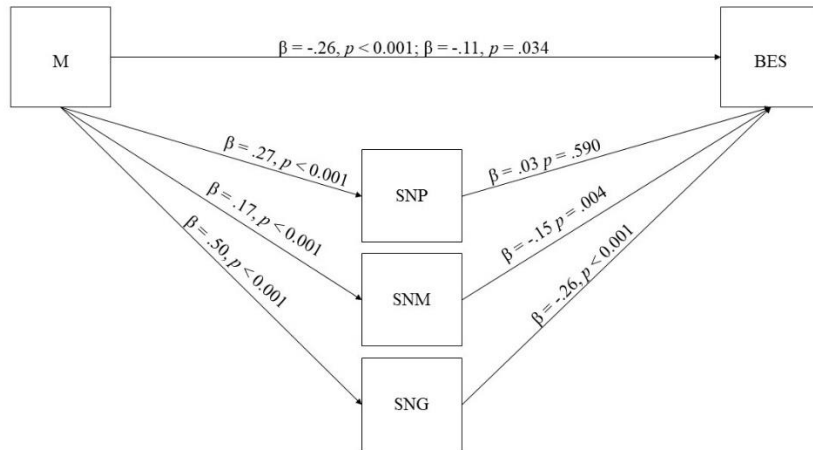 M
β = -.26, p < 0.001; β = -.11, p = .034
BES
β = .27, p < 0.001
β = .03 p = .590
SNP
β = .17, p < 0.001
β = -.15 p = .004
SNM
β = .50, p < 0.001
β = -.26, p < 0.001
SNG